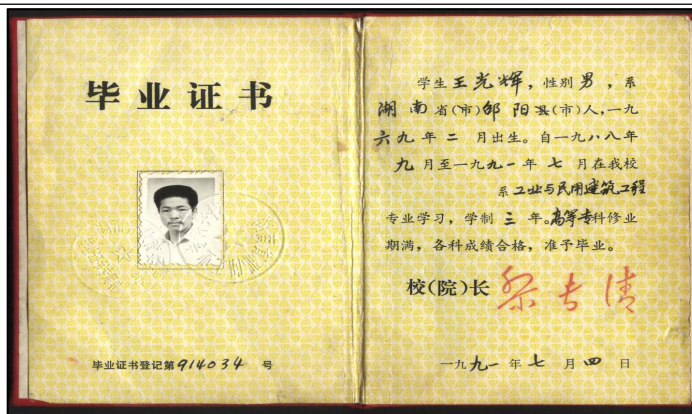 毕业证书
毕业证书登记第914034号
学生王光辉，性别男，系
湖南省(市)邵阳县(市)人,一九
六九年二月出生。自一九八八年
九月至一九九一年七月在我校
系工业与民用建筑工程
专业学习，学制三年。高等专科修业
期满，各科成绩合格，准予毕业。
校(院)长
一九九一年七月四日